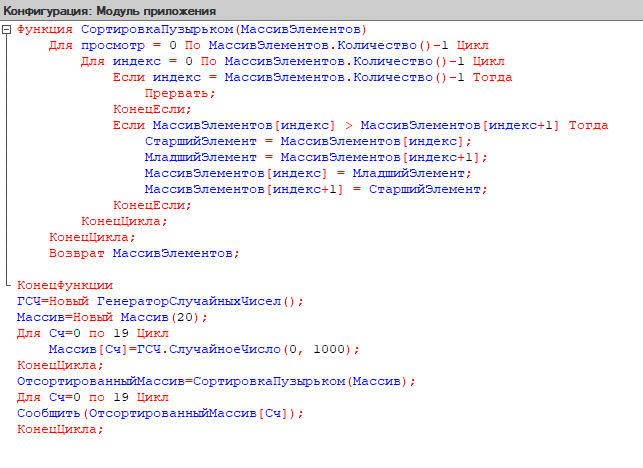 Конфигурация: Модуль приложения
Функция СортировкаПузырьком(МассивЭлементов)
Для просмотр = 0 По МассивЭлементов.Количество()-1 Цикл
Для индекс = 0 По МассивЭлементов.Количество()-1 Цикл
Если индекс = МассивЭлементов.Количество()-1 Тогда
Прервать;
КонецЕсли;
Если МассивЭлементов[индекс] > МассивЭлементов[индекс+1] Тогда
СтаршийЭлемент = МассивЭлементов[индекс];
МладшийЭлемент = МассивЭлементов[индекс+1];
МассивЭлементов[индекс] = МладшийЭлемент;
МассивЭлементов[индекс+1] = СтаршийЭлемент;
КонецЕсли;
КонецЦикла;
КонецЦикла;
Возврат МассивЭлементов;
КонецФункции
ГСЧ=Новый ГенераторСлучайныхЧисел();
Массив=Новый Массив(20);
Для Сч=0 по 19 Цикл
Массив[Сч]=ГСЧ.СлучайноеЧисло(0, 1000);
КонецЦикла;
ОтсортированныйМассив=СортировкаПузырьком(Массив);
Для Сч=0 по 19 Цикл
Сообщить(ОтсортированныйМассив[Сч]);
КонецЦикла;